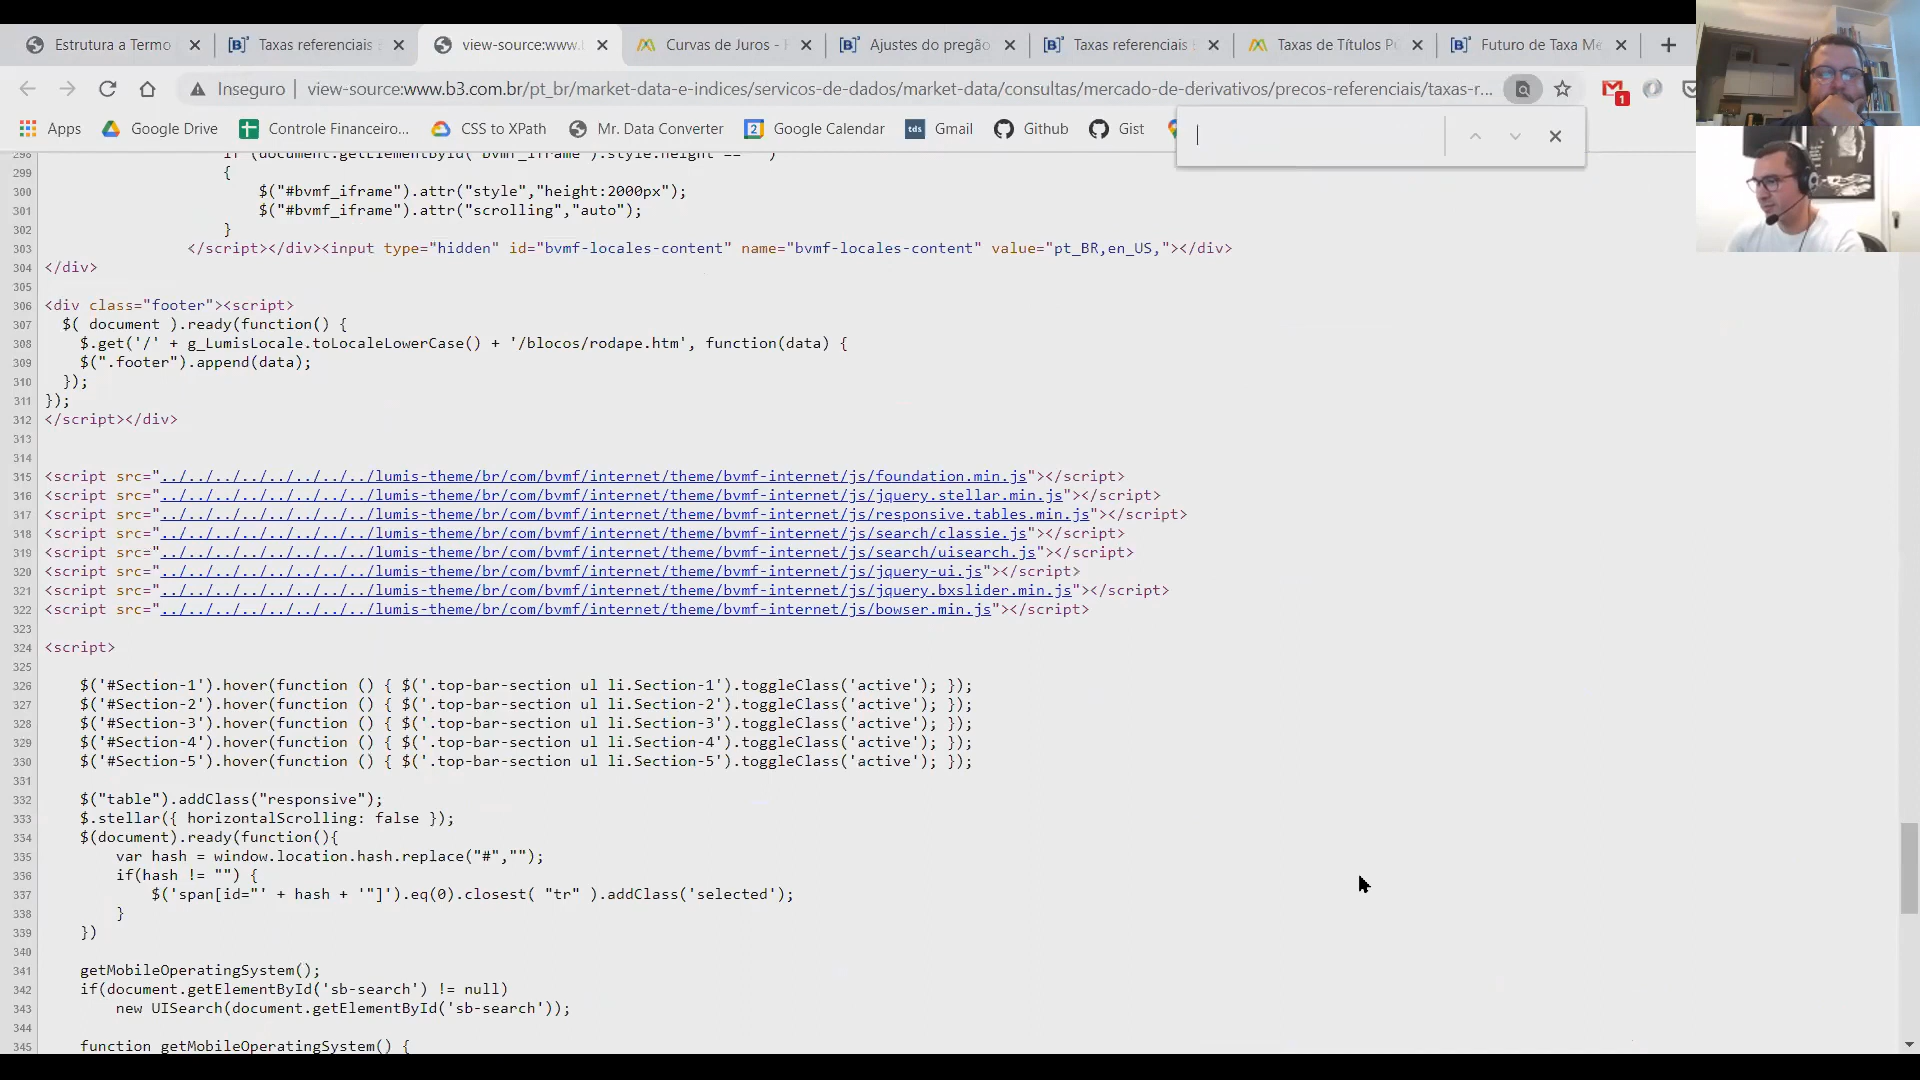 Estrutura a Termo
Taxas referenciais
view-source:www.
Curvas de Juros -
Ajustes do pregão
Taxas referenciais
Taxas de Títulos P
Futuro de Taxa Mé
Inseguro
view-source:www.b3.com.br/pt_br/market-data-e-indices/servicos-de-dados/market-data/consultas/mercado-de-derivativos/precos-referenciais/taxas-r...
1
Apps
Google Drive
Controle Financeiro...
CSS to XPath
Mr. Data Converter
2
Google Calendar
tds
Gmail
Github
Gist
298 if (document.getElementById("bvmf_iframe").style.height == "")
299 {
300 $("#bvmf_iframe").attr("style","height:2000px");
301 $("#bvmf_iframe").attr("scrolling","auto");
302 }
303 </script></div><input type="hidden" id="bvmf-locales-content" name="bvmf-locales-content" value="pt_BR,en_US,"></div>
304 </div>
305
306 <div class="footer"><script>
307 $( document ).ready(function() {
308 $.get('/' + g_LumisLocale.toLocaleLowerCase() + '/blocos/rodape.htm', function(data) {
309 $(".footer").append(data);
310 });
311 });
312 </script></div>
313
314
315 <script src="../../../../../../../lumis-theme/br/com/bvmf/internet/theme/bvmf-internet/js/foundation.min.js"></script>
316 <script src="../../../../../../../lumis-theme/br/com/bvmf/internet/theme/bvmf-internet/js/jquery.stellar.min.js"></script>
317 <script src="../../../../../../../lumis-theme/br/com/bvmf/internet/theme/bvmf-internet/js/responsive.tables.min.js"></script>
318 <script src="../../../../../../../lumis-theme/br/com/bvmf/internet/theme/bvmf-internet/js/search/classie.js"></script>
319 <script src="../../../../../../../lumis-theme/br/com/bvmf/internet/theme/bvmf-internet/js/search/uisearch.js"></script>
320 <script src="../../../../../../../lumis-theme/br/com/bvmf/internet/theme/bvmf-internet/js/jquery-ui.js"></script>
321 <script src="../../../../../../../lumis-theme/br/com/bvmf/internet/theme/bvmf-internet/js/jquery.bxslider.min.js"></script>
322 <script src="../../../../../../../lumis-theme/br/com/bvmf/internet/theme/bvmf-internet/js/bowser.min.js"></script>
323
324 <script>
325
326 $('#Section-1').hover(function () { $('.top-bar-section ul li.Section-1').toggleClass('active'); });
327 $('#Section-2').hover(function () { $('.top-bar-section ul li.Section-2').toggleClass('active'); });
328 $('#Section-3').hover(function () { $('.top-bar-section ul li.Section-3').toggleClass('active'); });
329 $('#Section-4').hover(function () { $('.top-bar-section ul li.Section-4').toggleClass('active'); });
330 $('#Section-5').hover(function () { $('.top-bar-section ul li.Section-5').toggleClass('active'); });
331
332 $("table").addClass("responsive");
333 $.stellar({ horizontalScrolling: false });
334 $(document).ready(function(){
335 var hash = window.location.hash.replace("#","");
336 if(hash != "") {
337 $('span[id="' + hash + '"]').eq(0).closest( "tr" ).addClass('selected');
338 }
339 })
340
341 getMobileOperatingSystem();
342 if(document.getElementById('sb-search') != null)
343 new UISearch(document.getElementById('sb-search'));
344
345 function getMobileOperatingSystem() {